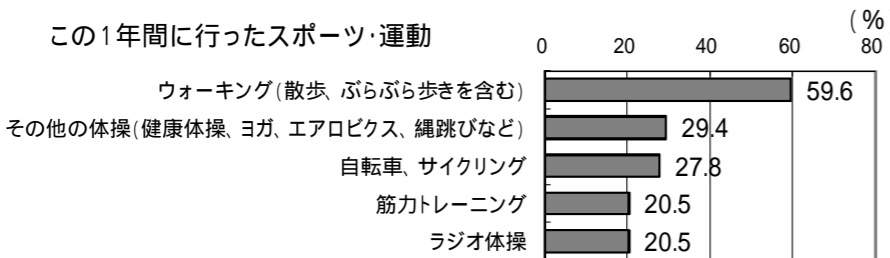 (%
この1年間に行ったスポーツ・運動
0 20 40 60 80
ウォーキング(散歩、ぶらぶら歩きを含む) 59.6
その他の体操(健康体操、ヨガ、エアロビクス、縄跳びなど) 29.4
自転車、サイクリング 27.8
筋力トレーニング 20.5
ラジオ体操 20.5